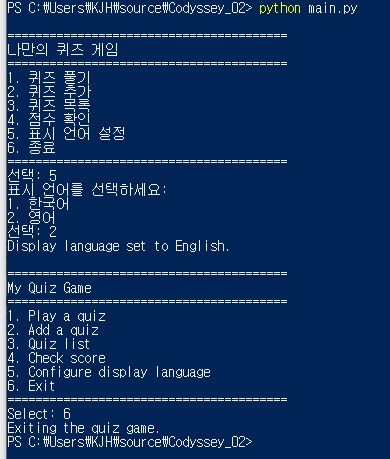 PS C:₩Users₩KJH₩source₩Codyssey_02> python main.py

========================================
나만의 퀴즈 게임
========================================
1. 퀴즈 풀기
2. 퀴즈 추가
3. 퀴즈 목록
4. 점수 확인
5. 표시 언어 설정
6. 종료
========================================
선택: 5
표시 언어를 선택하세요:
1. 한국어
2. 영어
선택: 2
Display language set to English.

========================================
My Quiz Game
========================================
1. Play a quiz
2. Add a quiz
3. Quiz list
4. Check score
5. Configure display language
6. Exit
========================================
Select: 6
Exiting the quiz game.
PS C:₩Users₩KJH₩source₩Codyssey_02>